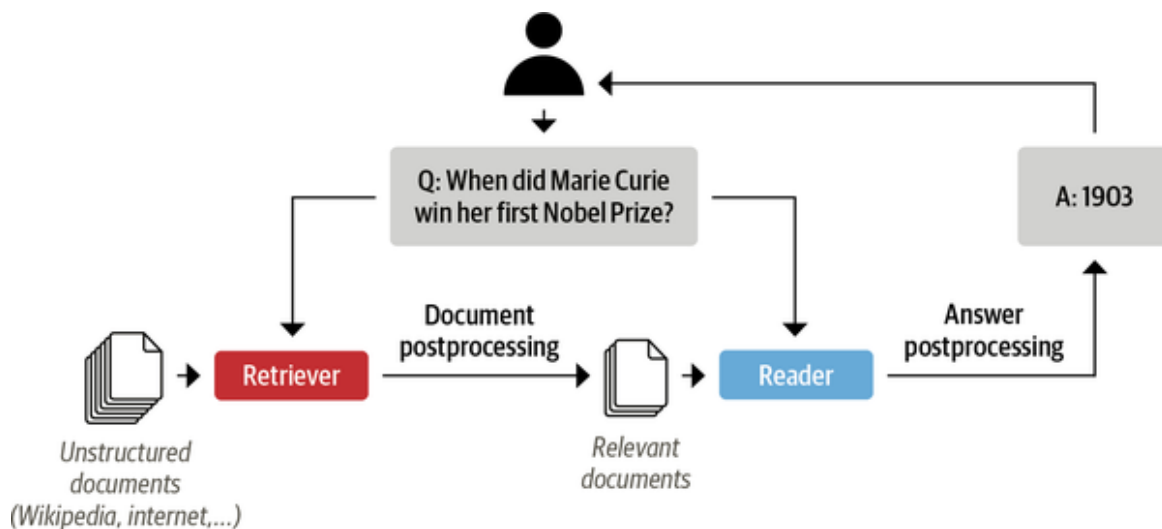 Q: When did Marie Curie
win her first Nobel Prize?
A: 1903
Document
postprocessing
Answer
postprocessing
Retriever
Reader
Unstructured
documents
(Wikipedia, internet,...)
Relevant
documents